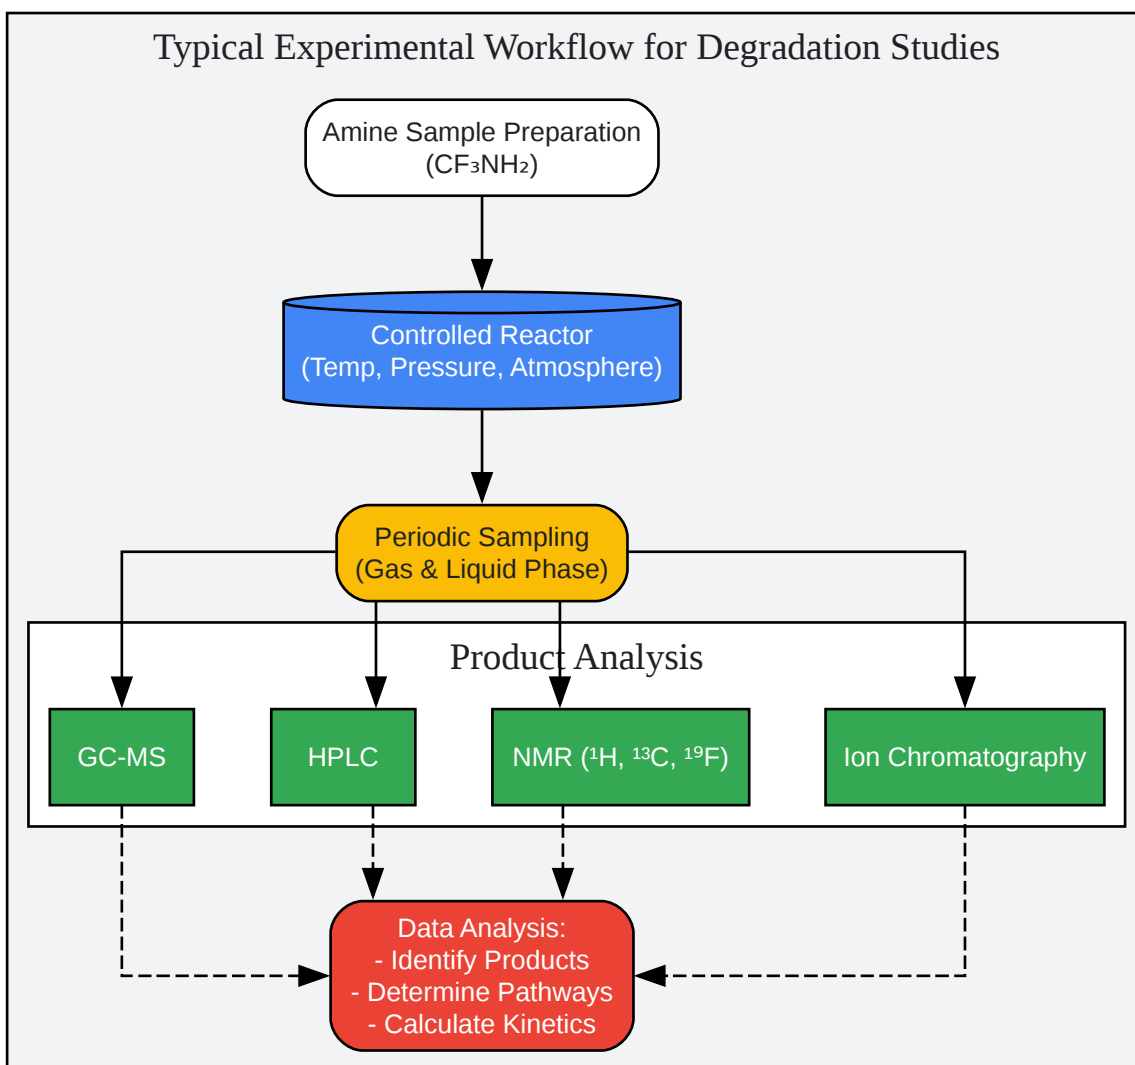 Typical Experimental Workflow for Degradation Studies
Amine Sample Preparation
(CF₃NH₂)
Controlled Reactor
(Temp, Pressure, Atmosphere)
Periodic Sampling
(Gas & Liquid Phase)
Product Analysis
GC-MS
HPLC
NMR (¹H, ¹³C, ¹⁹F)
Ion Chromatography
Data Analysis:
- Identify Products
- Determine Pathways
- Calculate Kinetics